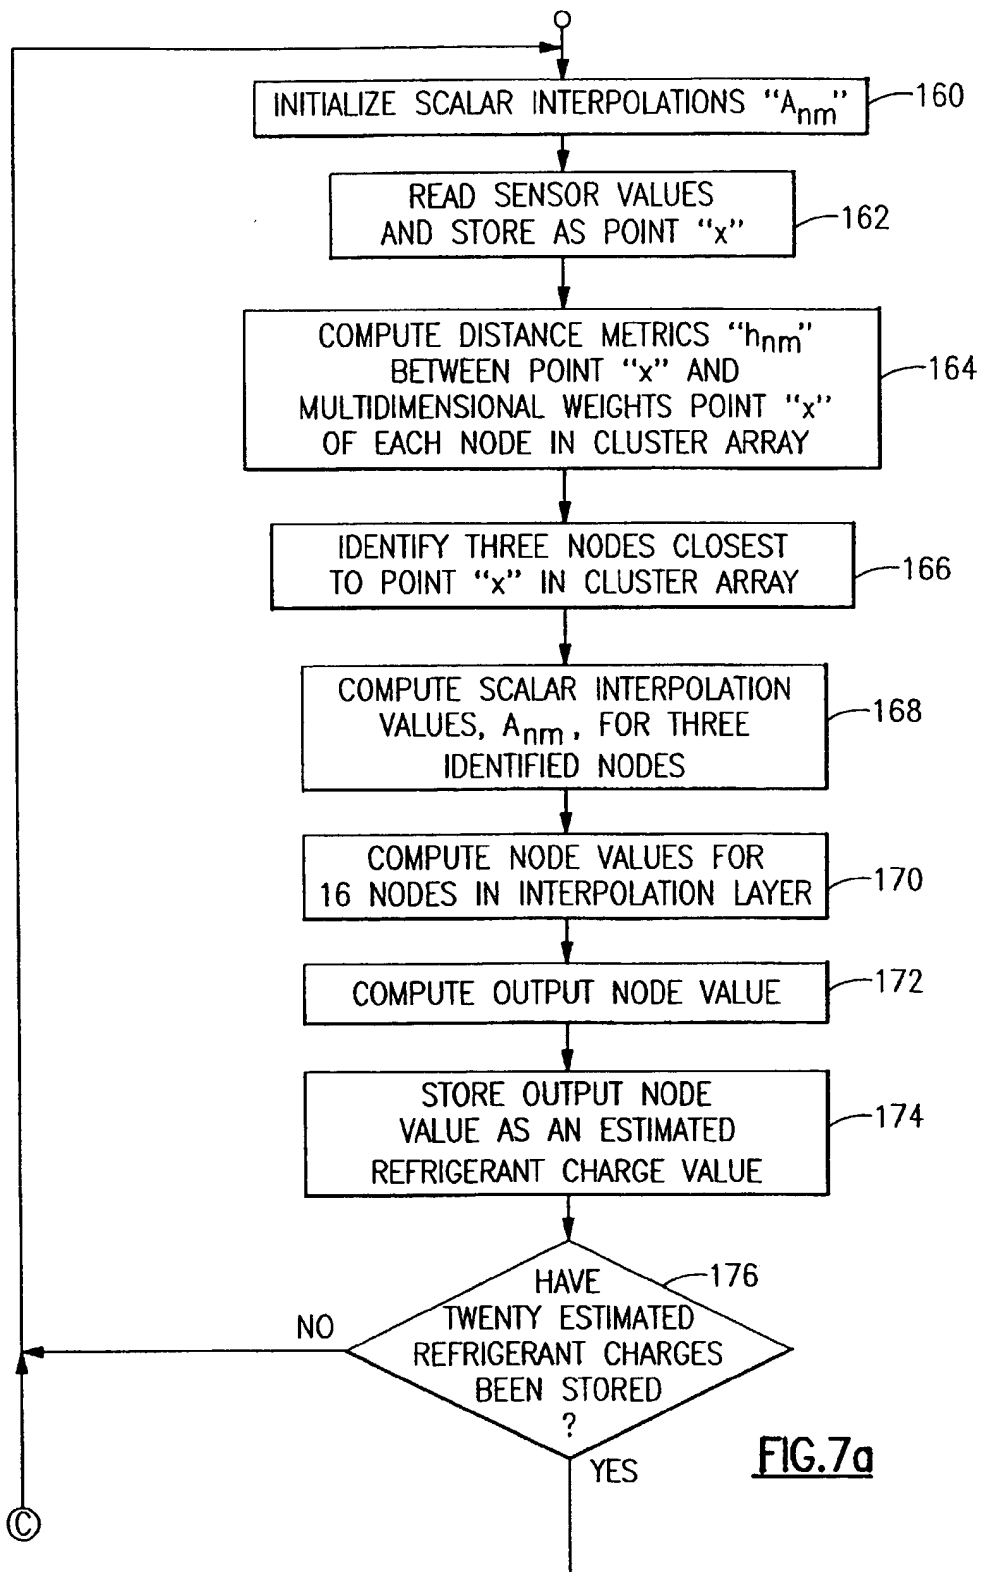 INITIALIZE SCALAR INTERPOLATIONS “Anm”
160
READ SENSOR VALUES
AND STORE AS POINT “x”
162
COMPUTE DISTANCE METRICS “hnm”
BETWEEN POINT “x” AND
MULTIDIMENSIONAL WEIGHTS POINT “x”
OF EACH NODE IN CLUSTER ARRAY
164
IDENTIFY THREE NODES CLOSEST
TO POINT “x” IN CLUSTER ARRAY
166
COMPUTE SCALAR INTERPOLATION
VALUES, Anm, FOR THREE
IDENTIFIED NODES
168
COMPUTE NODE VALUES FOR
16 NODES IN INTERPOLATION LAYER
170
COMPUTE OUTPUT NODE VALUE
172
STORE OUTPUT NODE
VALUE AS AN ESTIMATED
REFRIGERANT CHARGE VALUE
174
HAVE
TWENTY ESTIMATED
REFRIGERANT CHARGES
BEEN STORED
?
176
NO
YES
FIG.7a
C